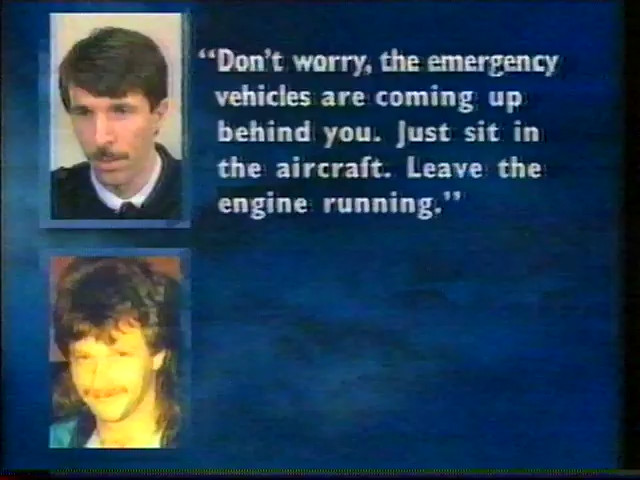 “Don't worry, the emergency
vehicles are coming up
behind you. Just sit in
the aircraft. Leave the
engine running.”